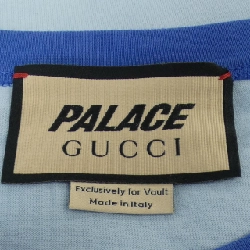 PALACE
GUCCI
Exclusively for Vault
Made in Italy